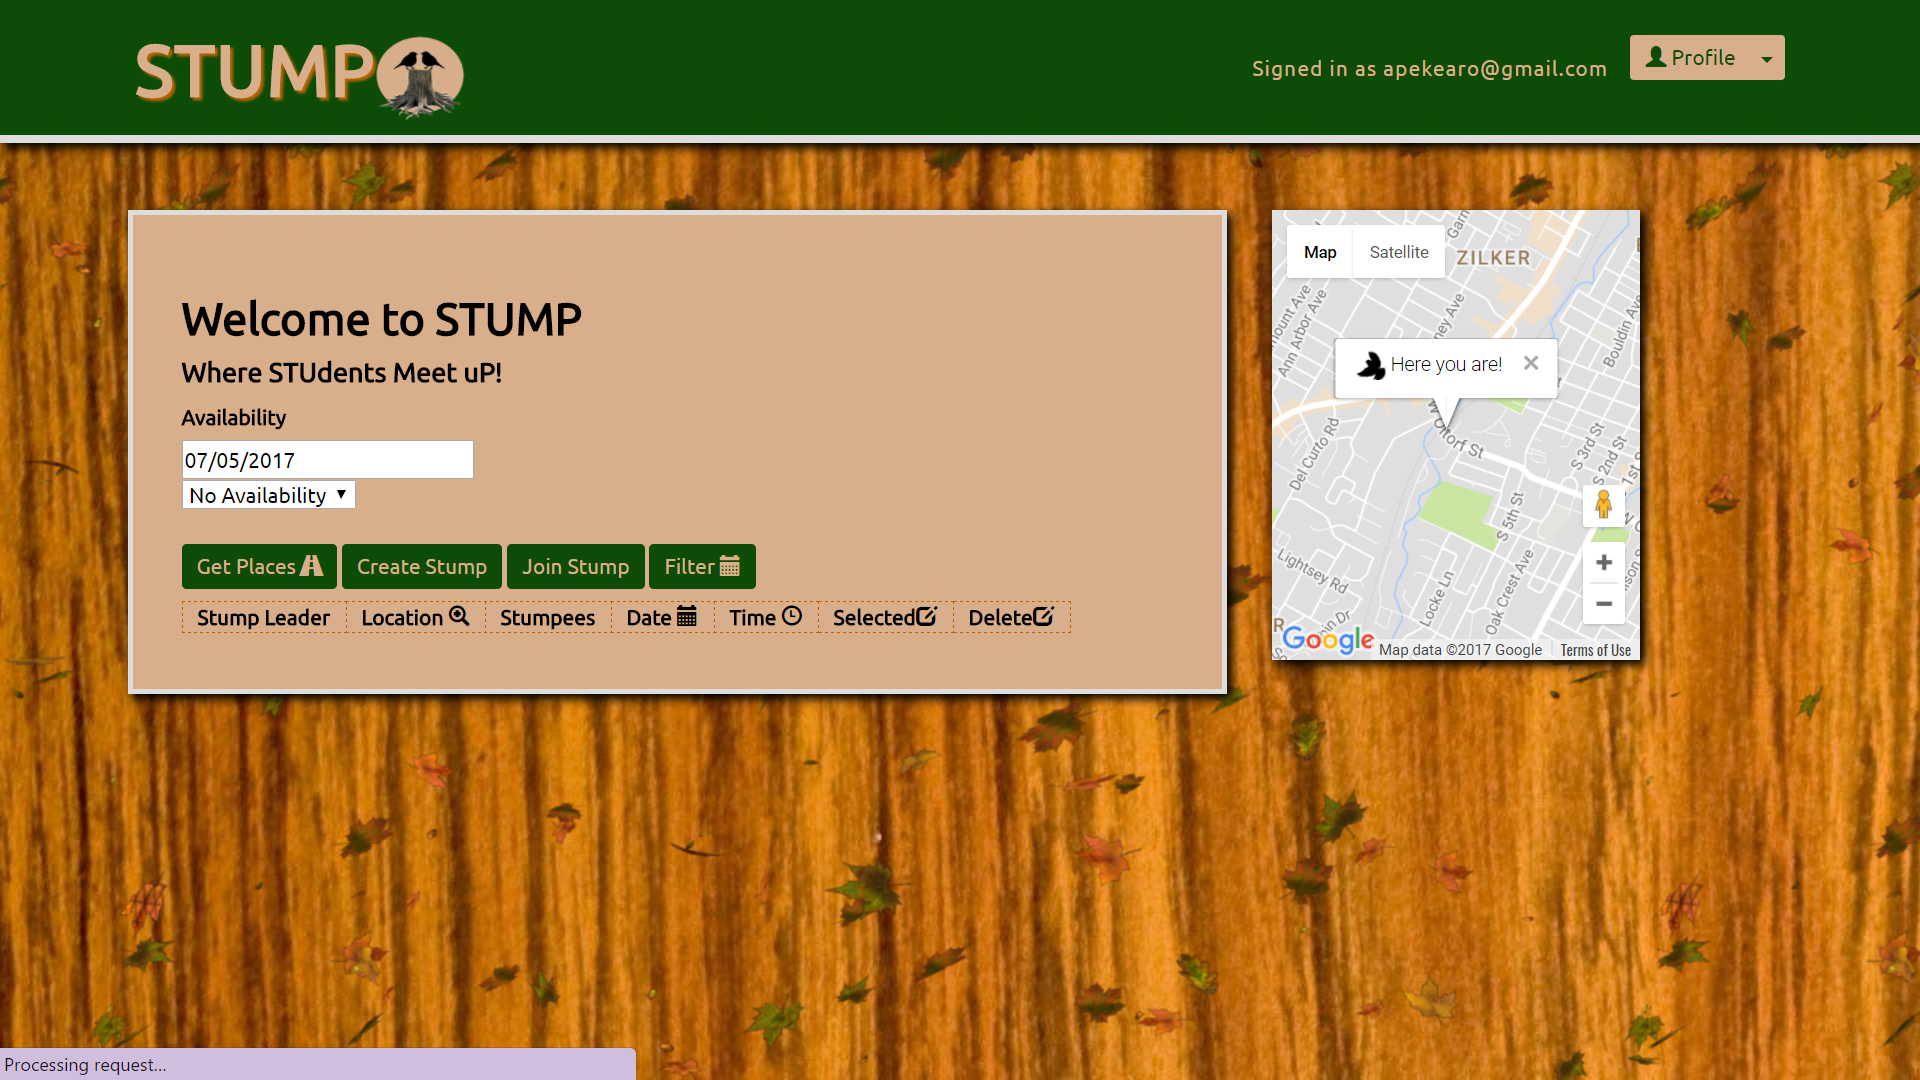 STUMP
Signed in as apekearo@gmail.com
Profile
Welcome to STUMP
Where STUdents Meet uP!
Availability
07/05/2017
No Availability
Get Places
Create Stump
Join Stump
Filter
Stump Leader Location Stumpees Date Time Selected Delete
Map Satellite
ZILKER
Ann Arbor Ave
Bouldin Ave
Here you are!
Del Curto Rd
W Oltorf St
S 3rd St
S 2nd St
S 5th St
Lightsey Rd
Locke Ln
Oak Crest Ave
Google
Map data ©2017 Google
Terms of Use
Processing request...